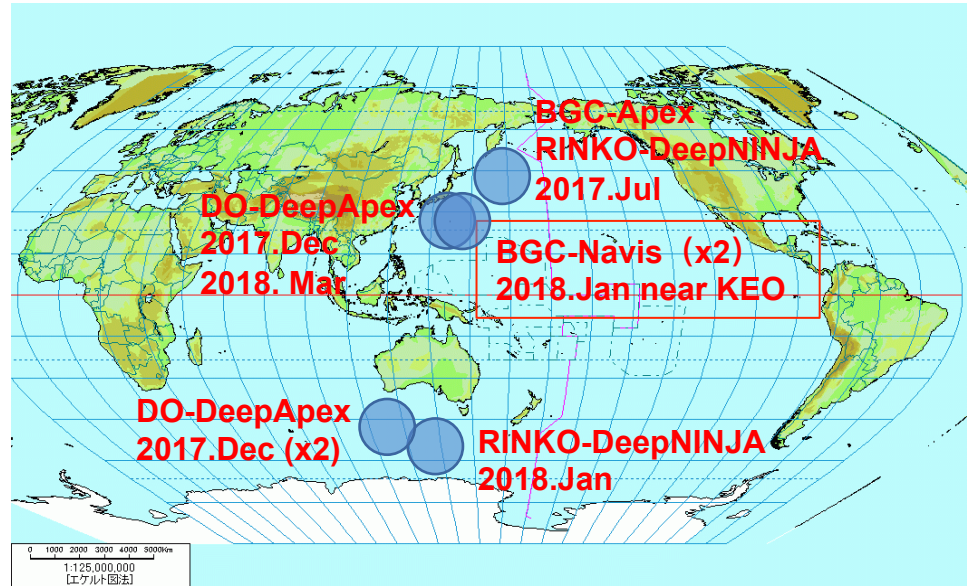 BGC-Apex
RINKO-DeepNINJA
2017.Jul
DO-DeepApex
2017.Dec
2018. Mar
BGC-Navis（x2）
2018.Jan near KEO
DO-DeepApex
2017.Dec (x2)
RINKO-DeepNINJA
2018.Jan
0 1000 2000 3000 4000 5000Km
1:125,000,000
[エケルト図法]